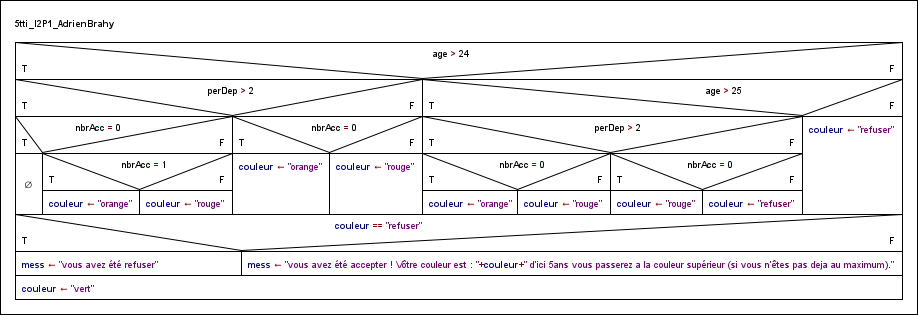 5tti_I2P1_AdrienBrahy
age > 24
T F
perDep > 2 age > 25
T F T F
nbrAcc = 0 nbrAcc = 0 perDep > 2 couleur ← "refuser"
T F T F T F
∅ nbrAcc = 1 couleur ← "orange" couleur ← "rouge" nbrAcc = 0 nbrAcc = 0
T F T F T F
couleur ← "orange" couleur ← "rouge" couleur ← "orange" couleur ← "rouge" couleur ← "rouge" couleur ← "refuser"
couleur == "refuser"
T F
mess ← "vous avez été refuser" mess ← "vous avez été accepter ! Vôtre couleur est : "+couleur+" d'ici 5ans vous passerez a la couleur supérieur (si vous n'êtes pas deja au maximum)."
couleur ← "vert"